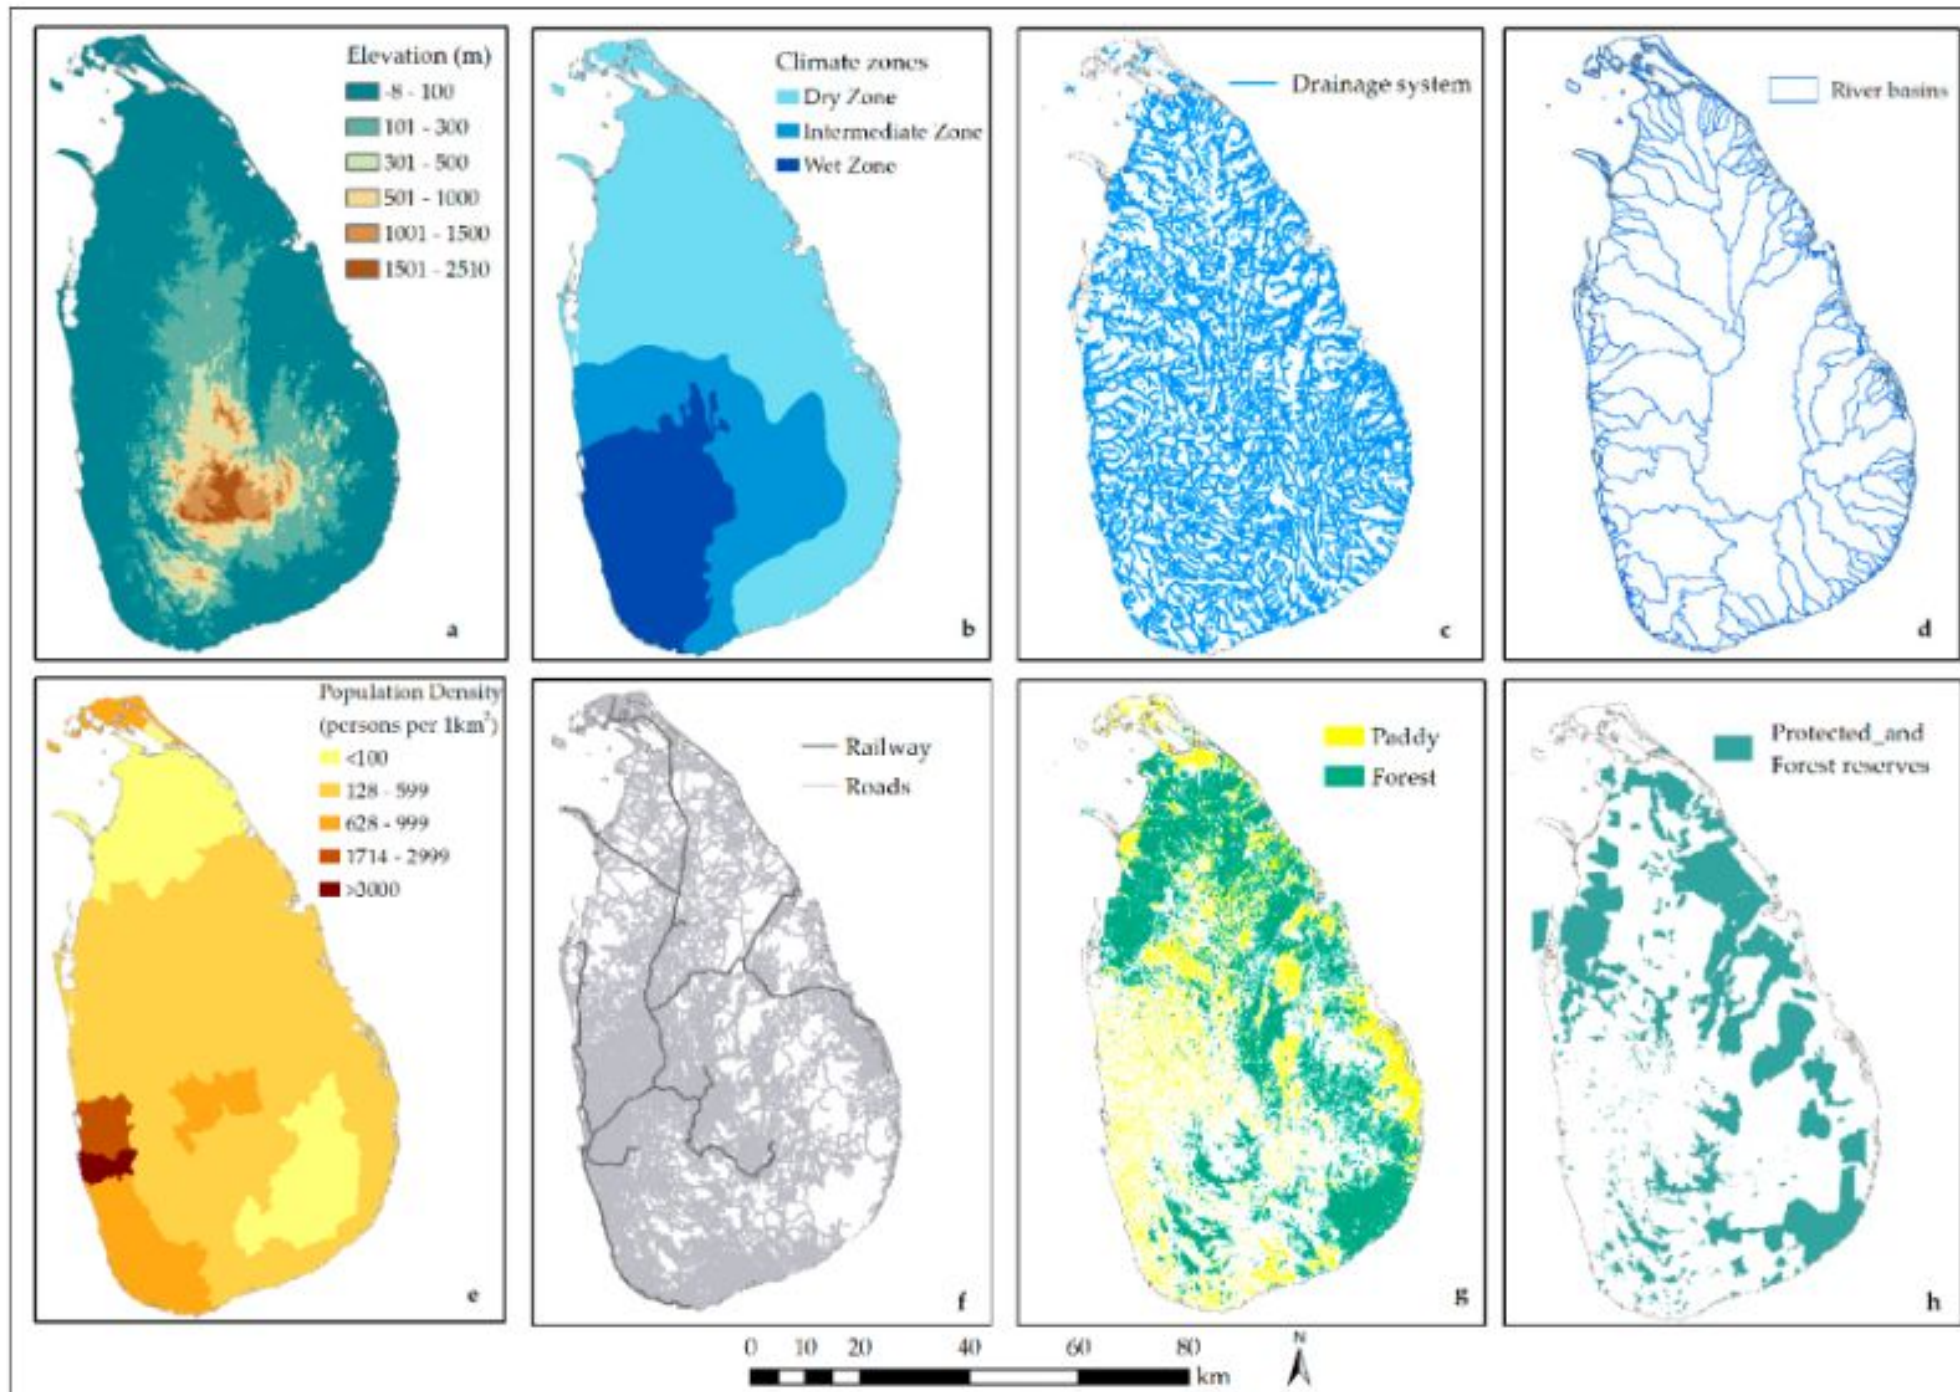 Elevation (m)
-8 - 100
101 - 300
301 - 500
501 - 1000
1001 - 1500
1501 - 2510
a
Climate zones
Dry Zone
Intermediate Zone
Wet Zone
b
Drainage system
c
River basins
d
Population Density
(persons per 1km²)
<100
128 - 599
628 - 999
1714 - 2999
>3000
e
Railway
Roads
f
Paddy
Forest
g
Protected_and
Forest reserves
h
0 10 20 40 60 80
km
N